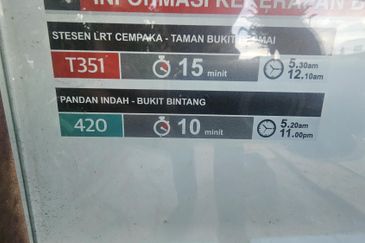 INFORMASI KEKERAPAN B
STESEN LRT CEMPAKA - TAMAN BUKIT PERMAI
T351 15 minit 5.30am
12.10am
PANDAN INDAH - BUKIT BINTANG
420 10 minit 5.20am
11.00pm